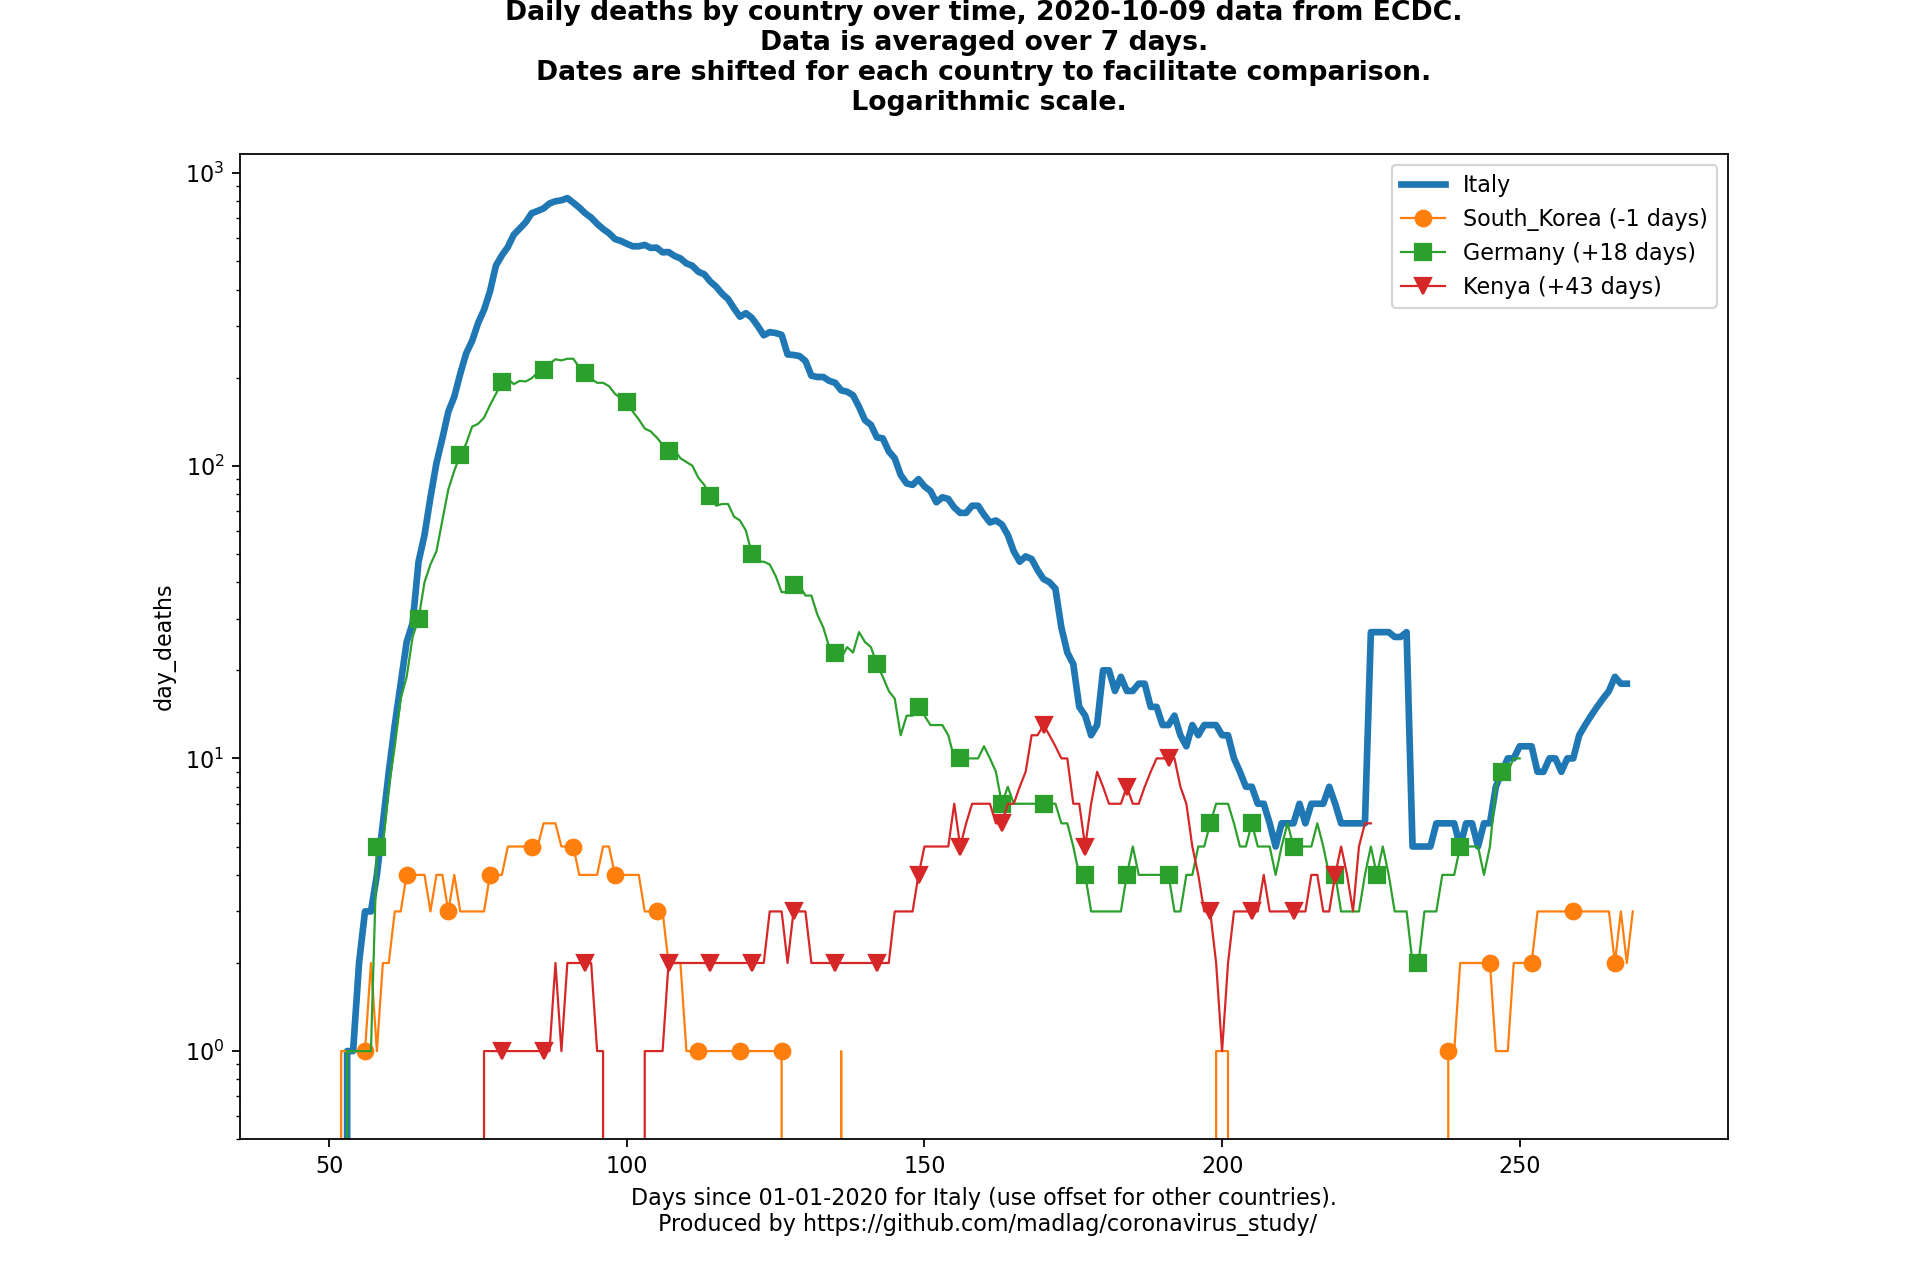 Daily deaths by country over time, 2020-10-09 data from ECDC.
Data is averaged over 7 days.
Dates are shifted for each country to facilitate comparison.
Logarithmic scale.
10³
10²
10¹
10⁰
day_deaths
Italy
South_Korea (-1 days)
Germany (+18 days)
Kenya (+43 days)
50
100
150
200
250
Days since 01-01-2020 for Italy (use offset for other countries).
Produced by https://github.com/madlag/coronavirus_study/